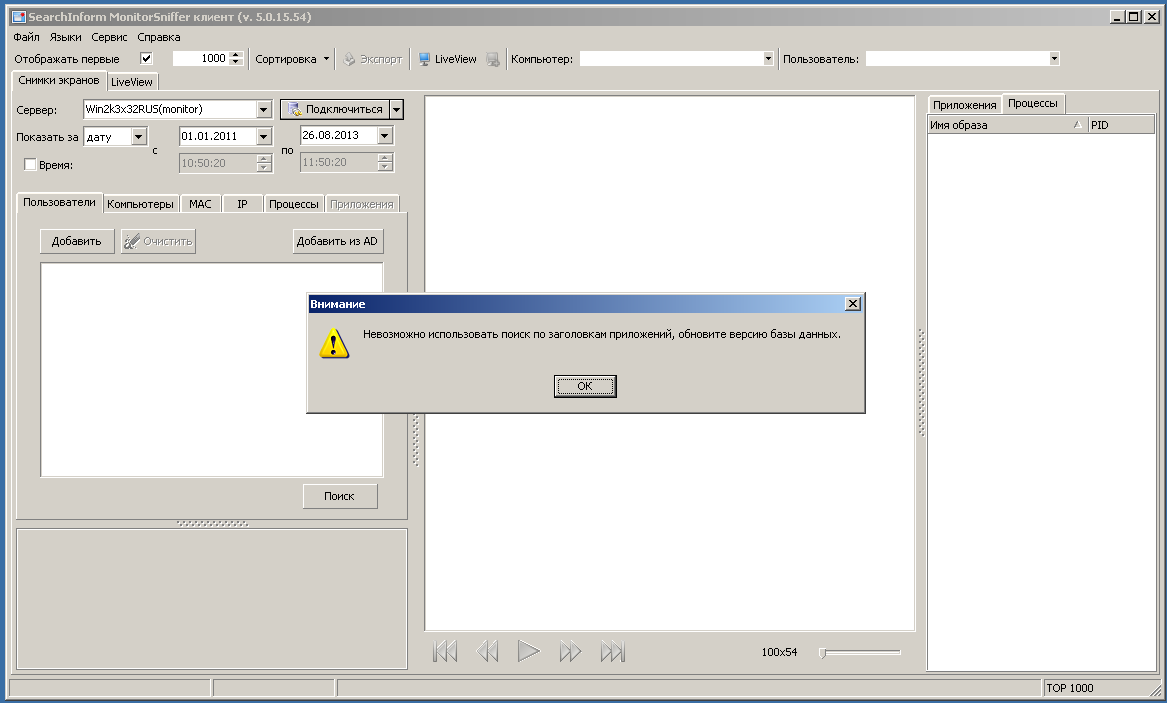 SearchInform MonitorSniffer клиент (v. 5.0.15.54)
Файл Языки Сервис Справка
Отображать первые 1000 Сортировка Экспорт LiveView Компьютер: Пользователь:
Снимки экранов LiveView
Сервер: Win2k3x32RUS(monitor) Подключиться
Показать за дату с 01.01.2011 по 26.08.2013
Время: 10:50:20 11:50:20
Пользователи Компьютеры MAC IP Процессы Приложения
Добавить Очистить Добавить из AD
Поиск
Внимание
Невозможно использовать поиск по заголовкам приложений, обновите версию базы данных.
OK
100x54
Приложения Процессы
Имя образа PID
TOP 1000